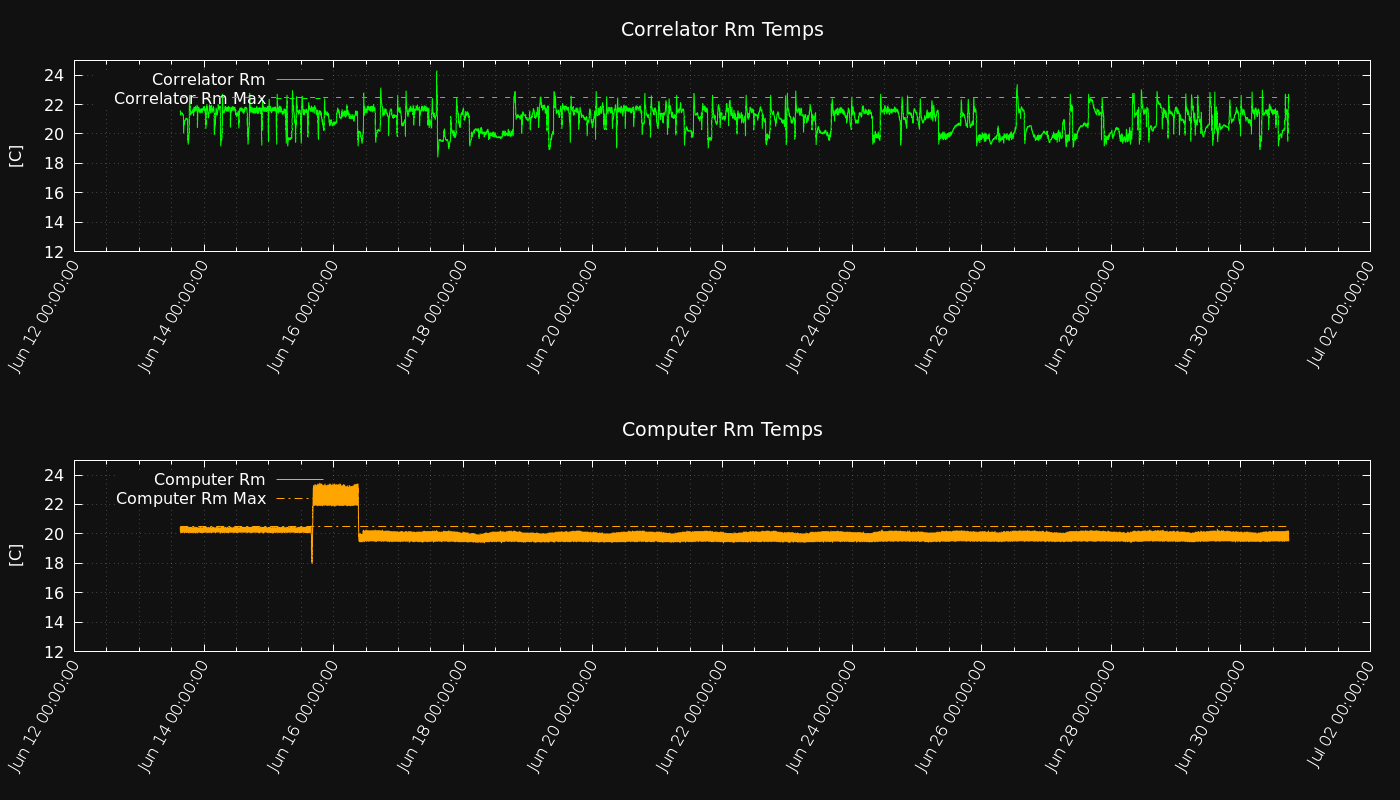 Correlator Rm Temps
Correlator Rm
Correlator Rm Max
24
22
20
18
16
14
12
[C]
Jun 12 00:00:00
Jun 14 00:00:00
Jun 16 00:00:00
Jun 18 00:00:00
Jun 20 00:00:00
Jun 22 00:00:00
Jun 24 00:00:00
Jun 26 00:00:00
Jun 28 00:00:00
Jun 30 00:00:00
Jul 02 00:00:00
Computer Rm Temps
Computer Rm
Computer Rm Max
24
22
20
18
16
14
12
[C]
Jun 12 00:00:00
Jun 14 00:00:00
Jun 16 00:00:00
Jun 18 00:00:00
Jun 20 00:00:00
Jun 22 00:00:00
Jun 24 00:00:00
Jun 26 00:00:00
Jun 28 00:00:00
Jun 30 00:00:00
Jul 02 00:00:00